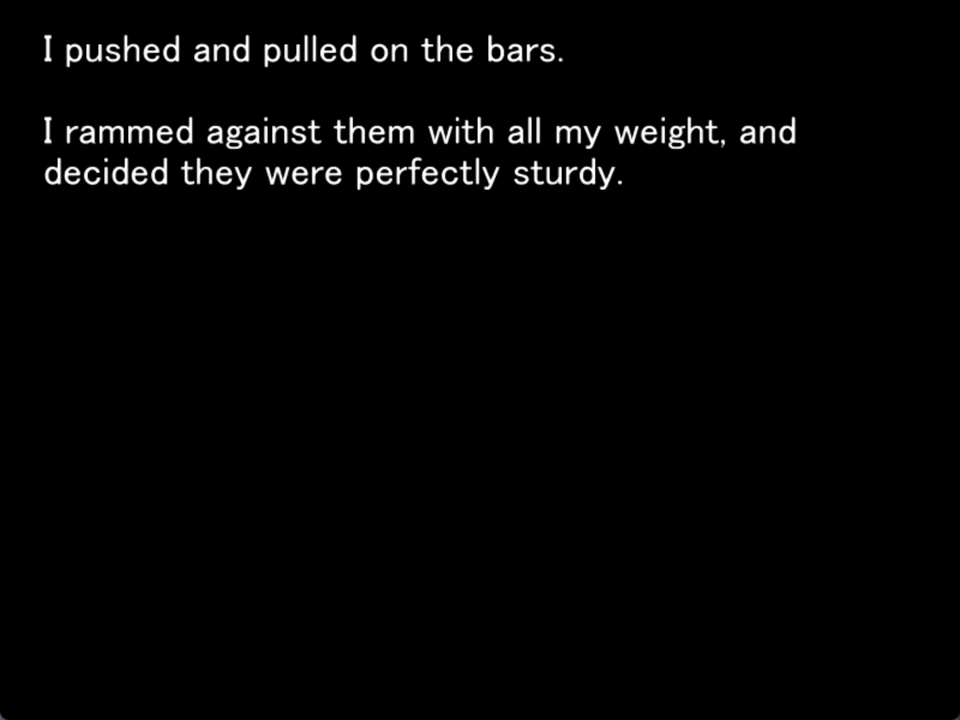 I pushed and pulled on the bars.
I rammed against them with all my weight, and
decided they were perfectly sturdy.